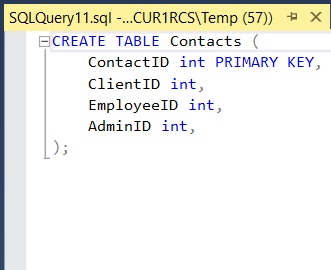 SQLQuery11.sql -...CUR1RCS\Temp (57))
CREATE TABLE Contacts (
ContactID int PRIMARY KEY,
ClientID int,
EmployeeID int,
AdminID int,
);